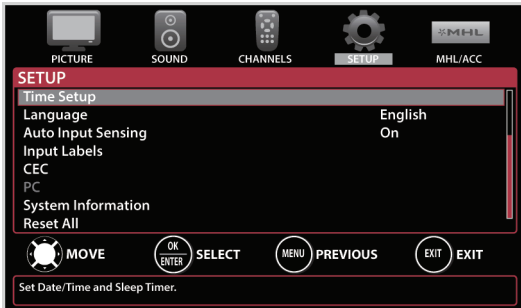 MHL
PICTURE SOUND CHANNELS SETUP MHL/ACC
SETUP
Time Setup
Language English
Auto Input Sensing On
Input Labels
CEC
PC
System Information
Reset All
MOVE OK ENTER SELECT MENU PREVIOUS EXIT EXIT
Set Date/Time and Sleep Timer.